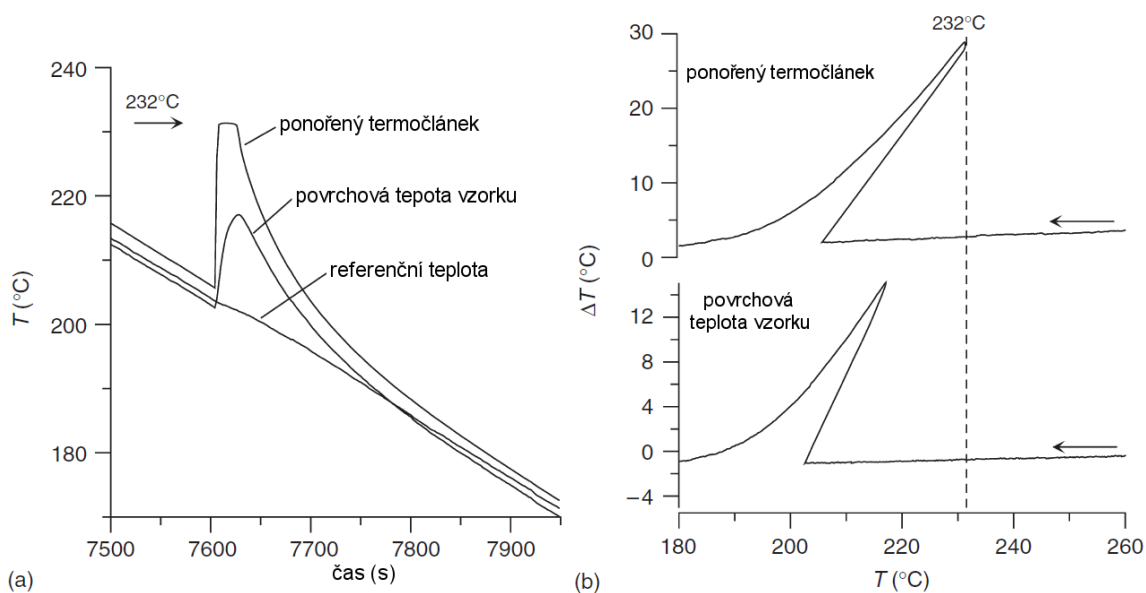 240
220
200
180
T (°C)
232°C
ponořený termočlánek
povrchová tepota vzorku
referenční teplota
7500 7600 7700 7800 7900
čas (s)
(a)
232°C
30
20
10
0
ponořený termočlánek
ΔT (°C)
12
8
4
0
−4
povrchová
teplota vzorku
180 200 220 240 260
T (°C)
(b)